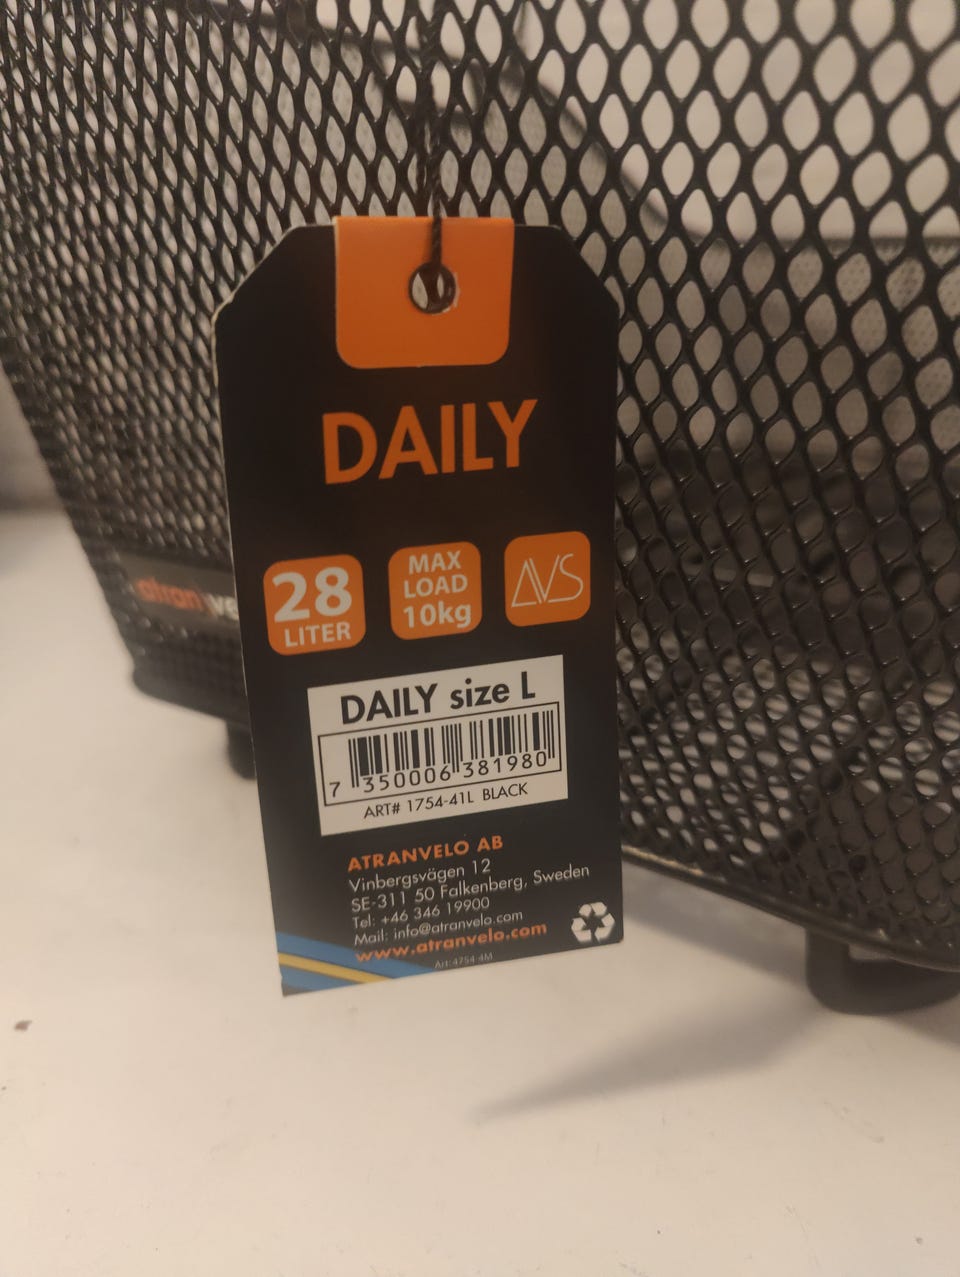 DAILY
28
LITER
MAX
LOAD
10kg
AVS
DAILY size L
7 350006 381980
ART# 1754-41L BLACK
ATRANVELO AB
Vinbergsvägen 12
SE-311 50 Falkenberg, Sweden
Tel: +46 346 19900
Mail: info@atranvelo.com
www.atranvelo.com
Art: 4754-4M
atranve